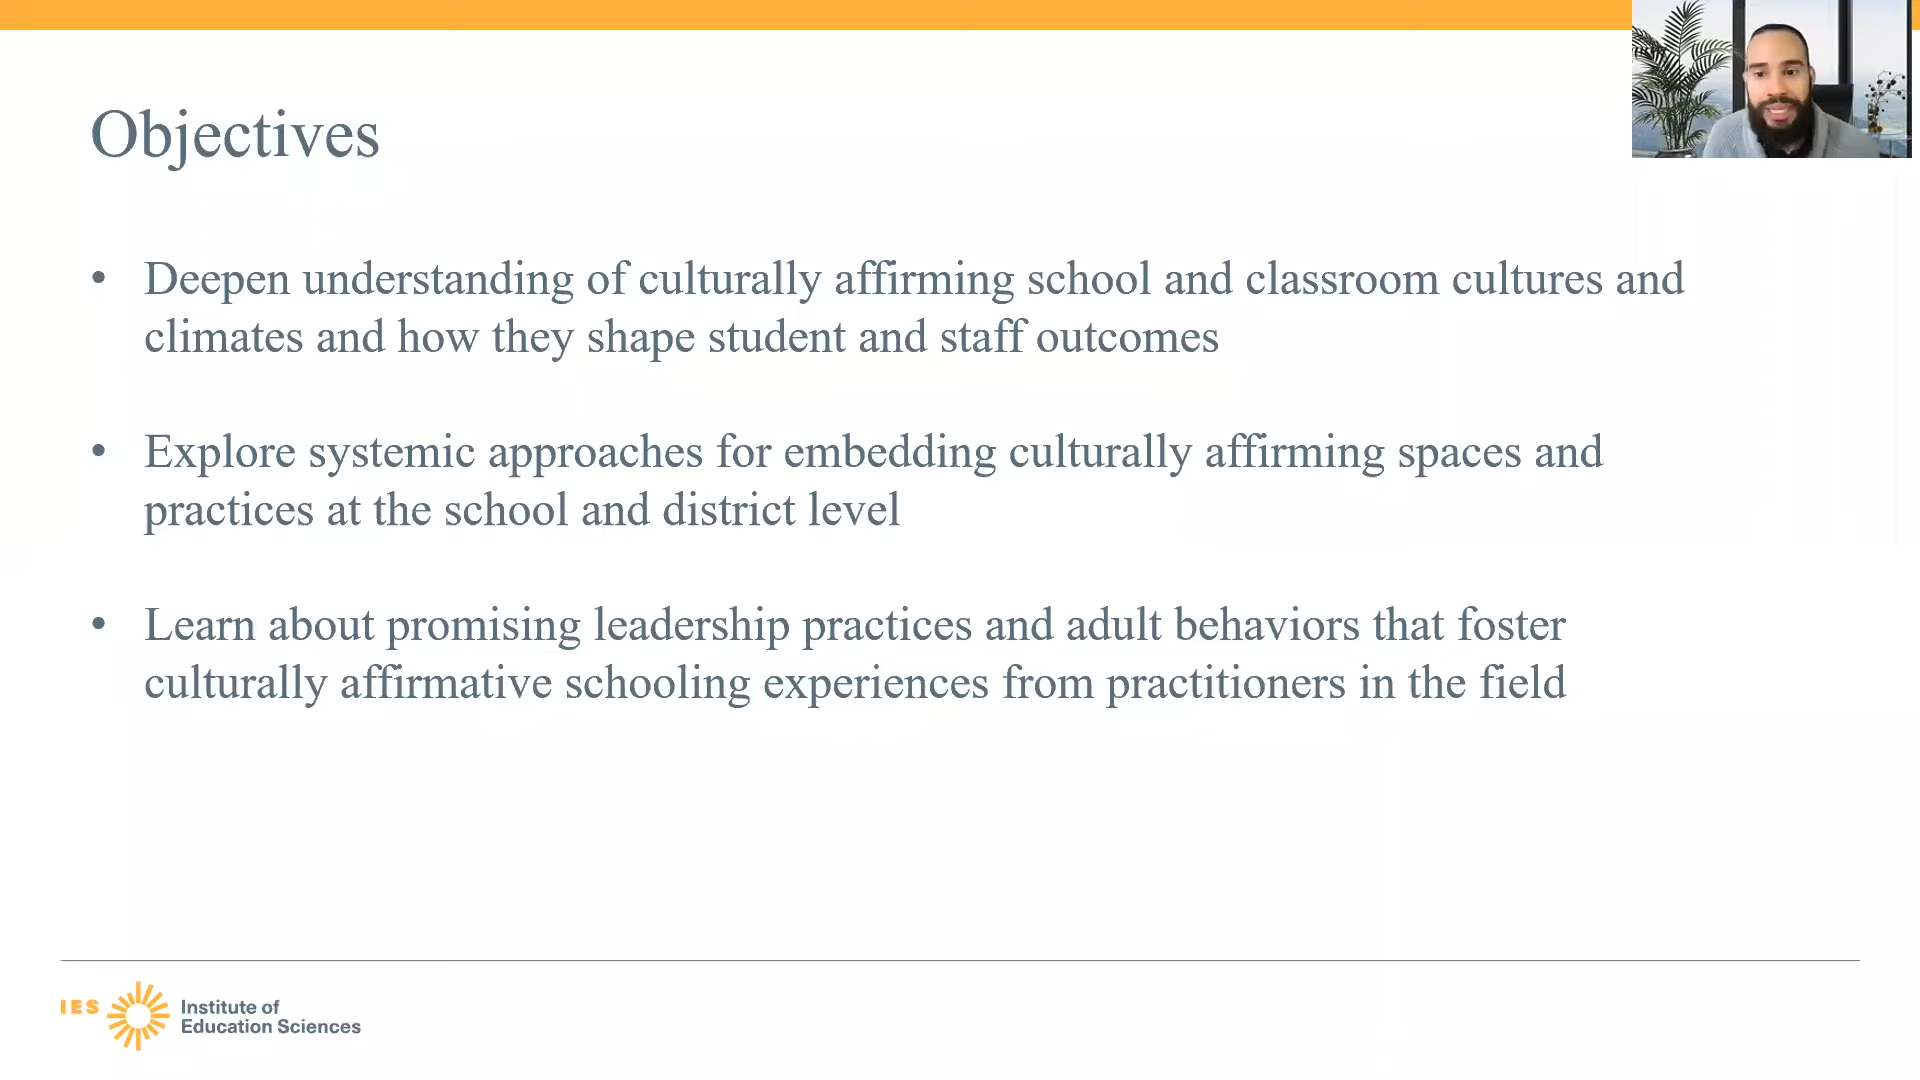 Objectives
• Deepen understanding of culturally affirming school and classroom cultures and
climates and how they shape student and staff outcomes
• Explore systemic approaches for embedding culturally affirming spaces and
practices at the school and district level
• Learn about promising leadership practices and adult behaviors that foster
culturally affirmative schooling experiences from practitioners in the field
IES
Institute of
Education Sciences